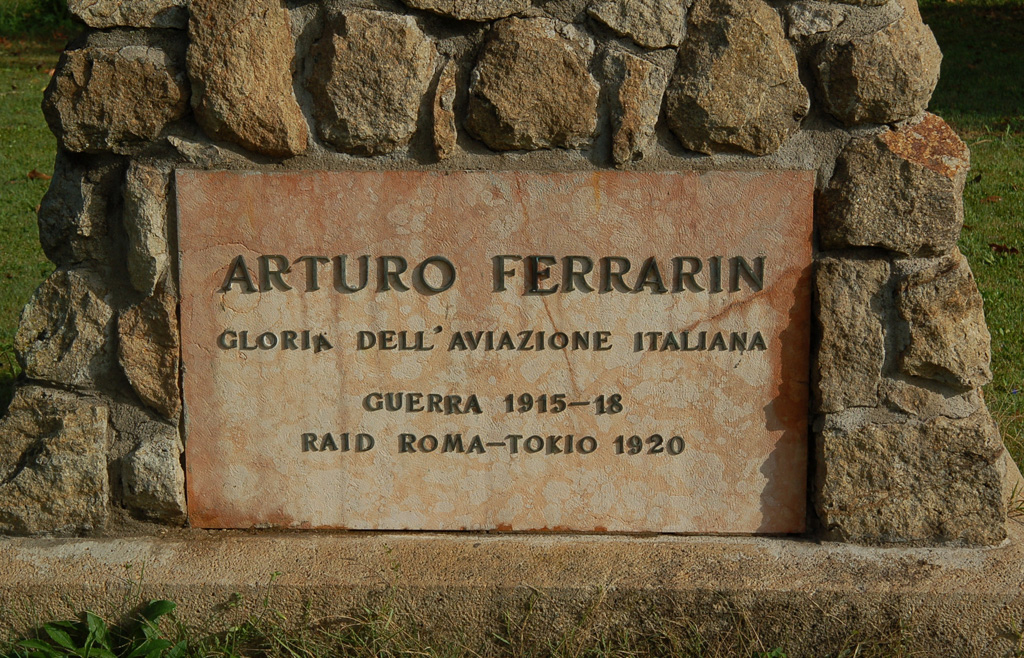 ARTURO FERRARIN
GLORIA DELL'AVIAZIONE ITALIANA
GUERRA 1915-18
RAID ROMA-TOKIO 1920